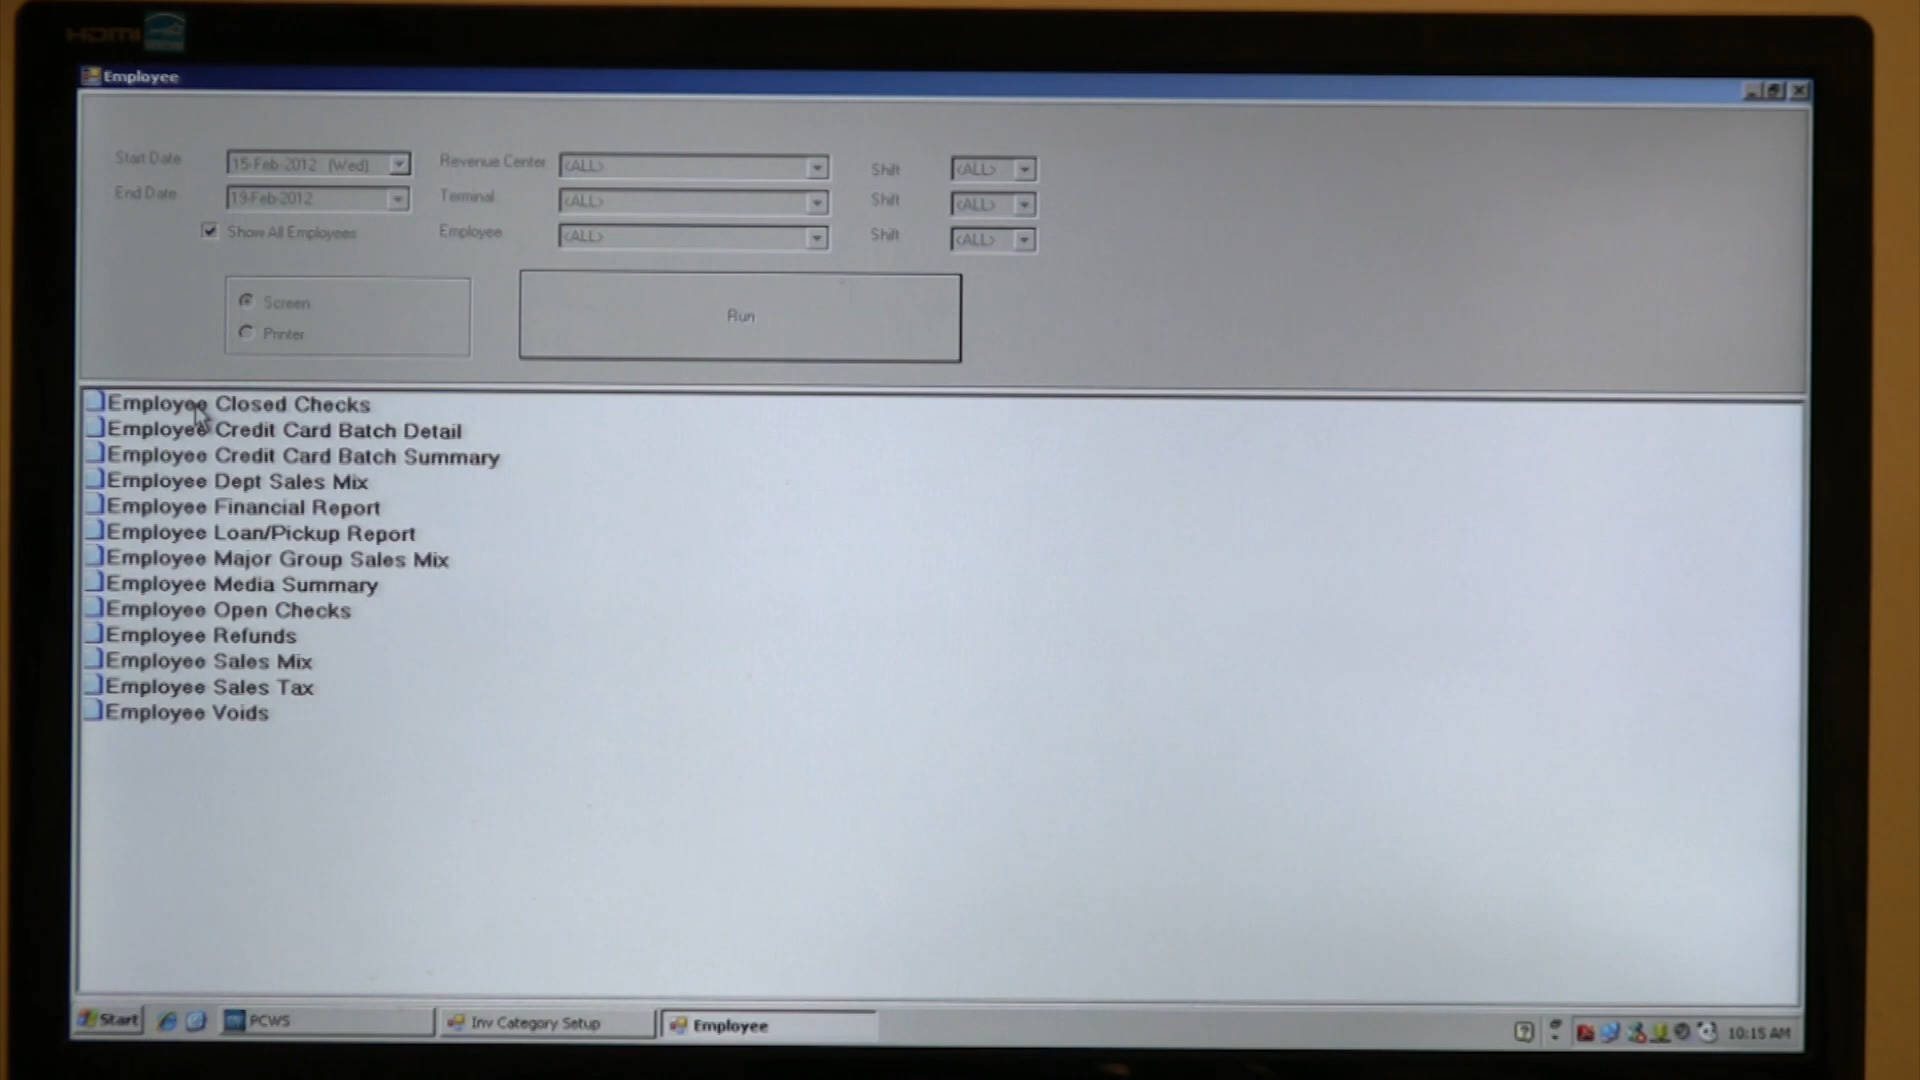 HDMI
Employee
Start Date 15-Feb-2012 (Wed) Revenue Center <ALL> Shift <ALL>
End Date 19-Feb-2012 Terminal <ALL> Shift <ALL>
Show All Employees Employee <ALL> Shift <ALL>
Screen
Printer
Run
Employee Closed Checks
Employee Credit Card Batch Detail
Employee Credit Card Batch Summary
Employee Dept Sales Mix
Employee Financial Report
Employee Loan/Pickup Report
Employee Major Group Sales Mix
Employee Media Summary
Employee Open Checks
Employee Refunds
Employee Sales Mix
Employee Sales Tax
Employee Voids
Start PCWS Inv Category Setup Employee 10:15 AM